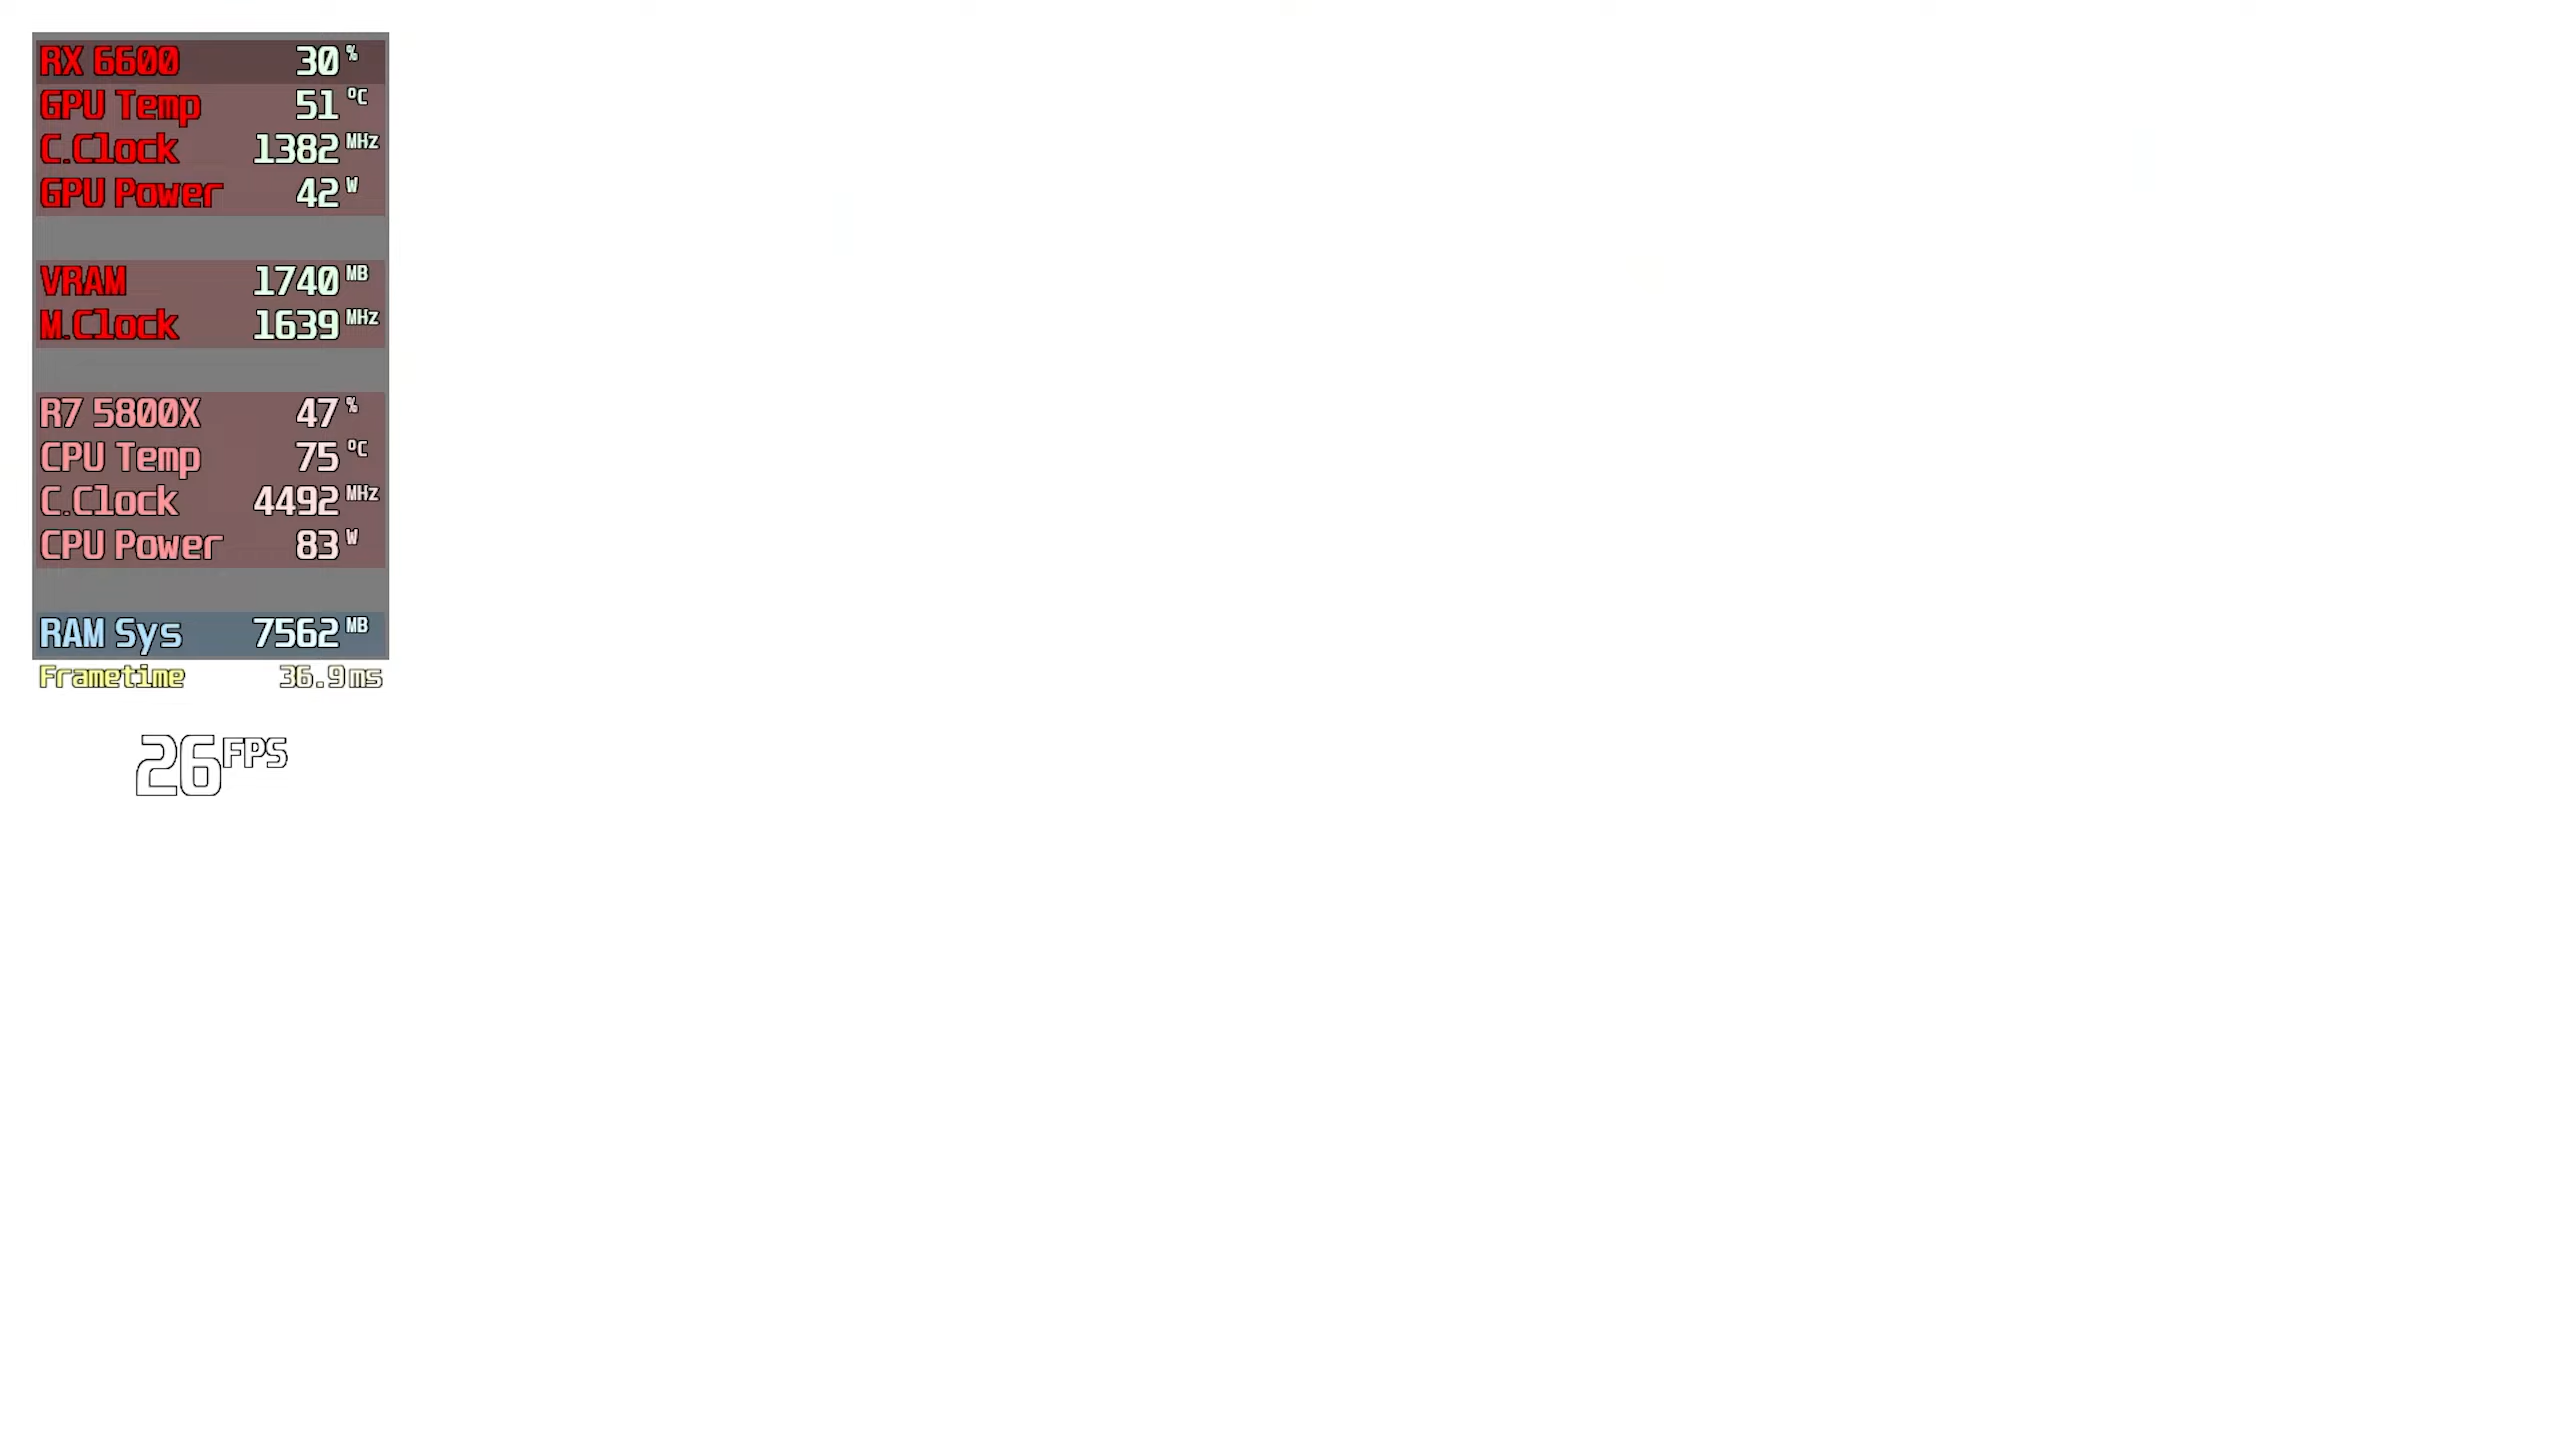 RX 6600 30 %
GPU Temp 51 °C
C.Clock 1382 MHz
GPU Power 42 W
VRAM 1740 MB
M.Clock 1639 MHz
R7 5800X 47 %
CPU Temp 75 °C
C.Clock 4492 MHz
CPU Power 83 W
RAM Sys 7562 MB
Frametime 36.9ms
26 FPS